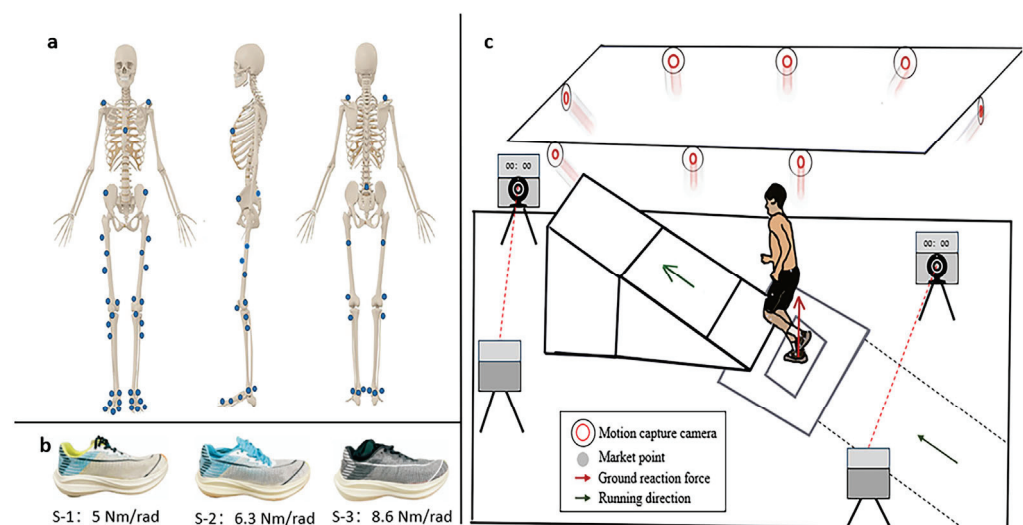 a
b
S-1: 5 Nm/rad
S-2: 6.3 Nm/rad
S-3: 8.6 Nm/rad
c
00: 00
00: 00
Motion capture camera
Market point
Ground reaction force
Running direction